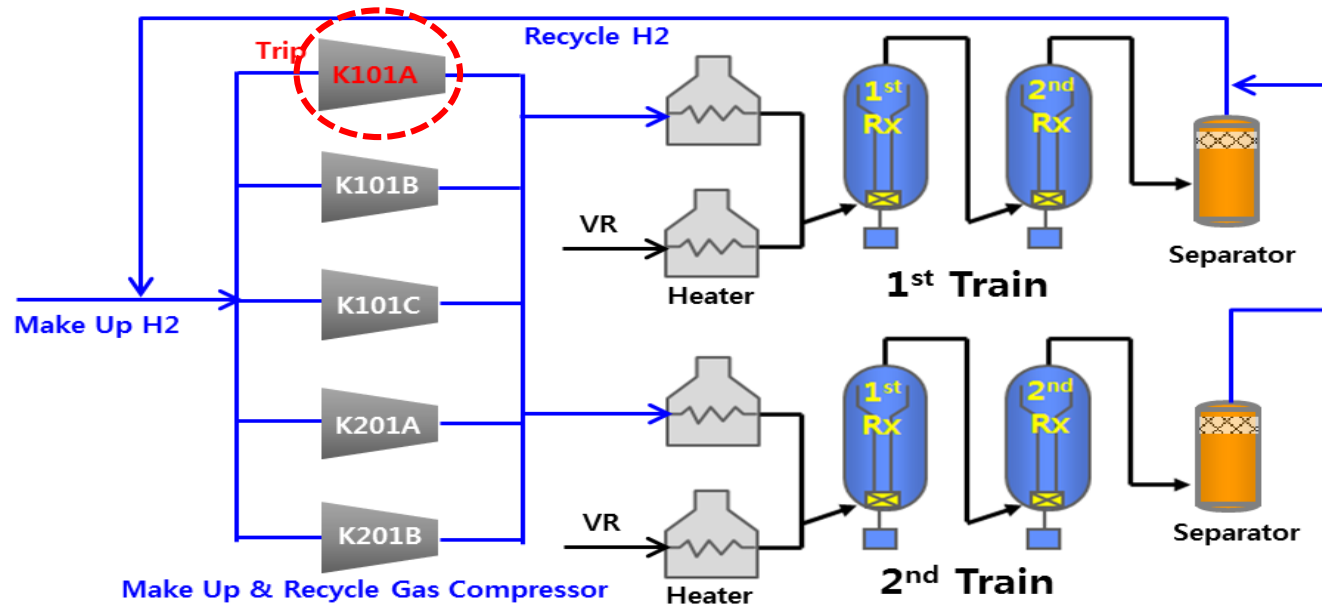 Recycle H2
Trip
K101A
K101B
K101C
K201A
K201B
Make Up H2
Make Up & Recycle Gas Compressor
VR
Heater
1st
Rx
2nd
Rx
Separator
1st Train
VR
Heater
1st
Rx
2nd
Rx
Separator
2nd Train